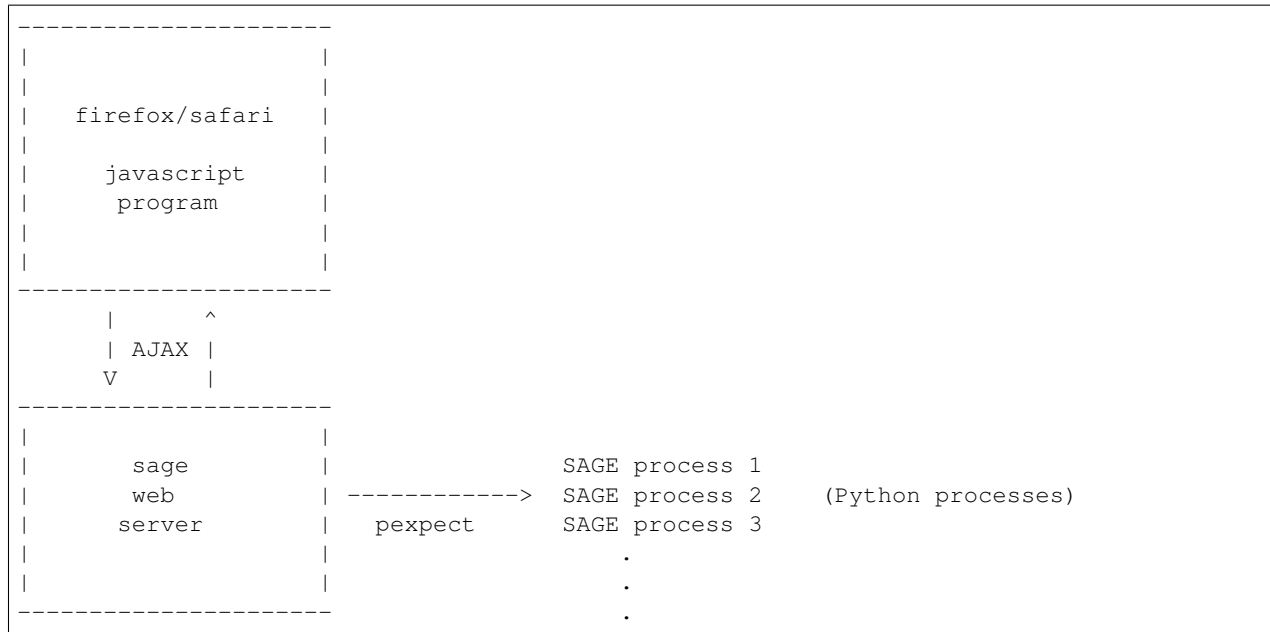 ----------------------
|                    |
|                    |
|   firefox/safari   |
|                    |
|     javascript     |
|      program       |
|                    |
|                    |
----------------------
      |      ^
      | AJAX |
      V      |
----------------------
|                    |
|       sage         |                SAGE process 1
|       web          | ------------>  SAGE process 2    (Python processes)
|      server        |   pexpect      SAGE process 3
|                    |                    .
|                    |                    .
----------------------                    .